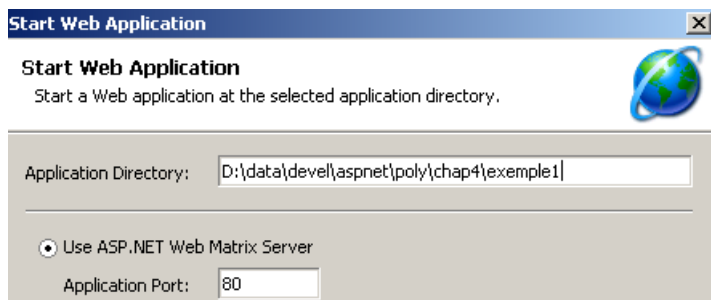 Start Web Application
Start Web Application
Start a Web application at the selected application directory.
Application Directory: D:\data\devel\aspnet\poly\chap4\exemple1
Use ASP.NET Web Matrix Server
Application Port: 80